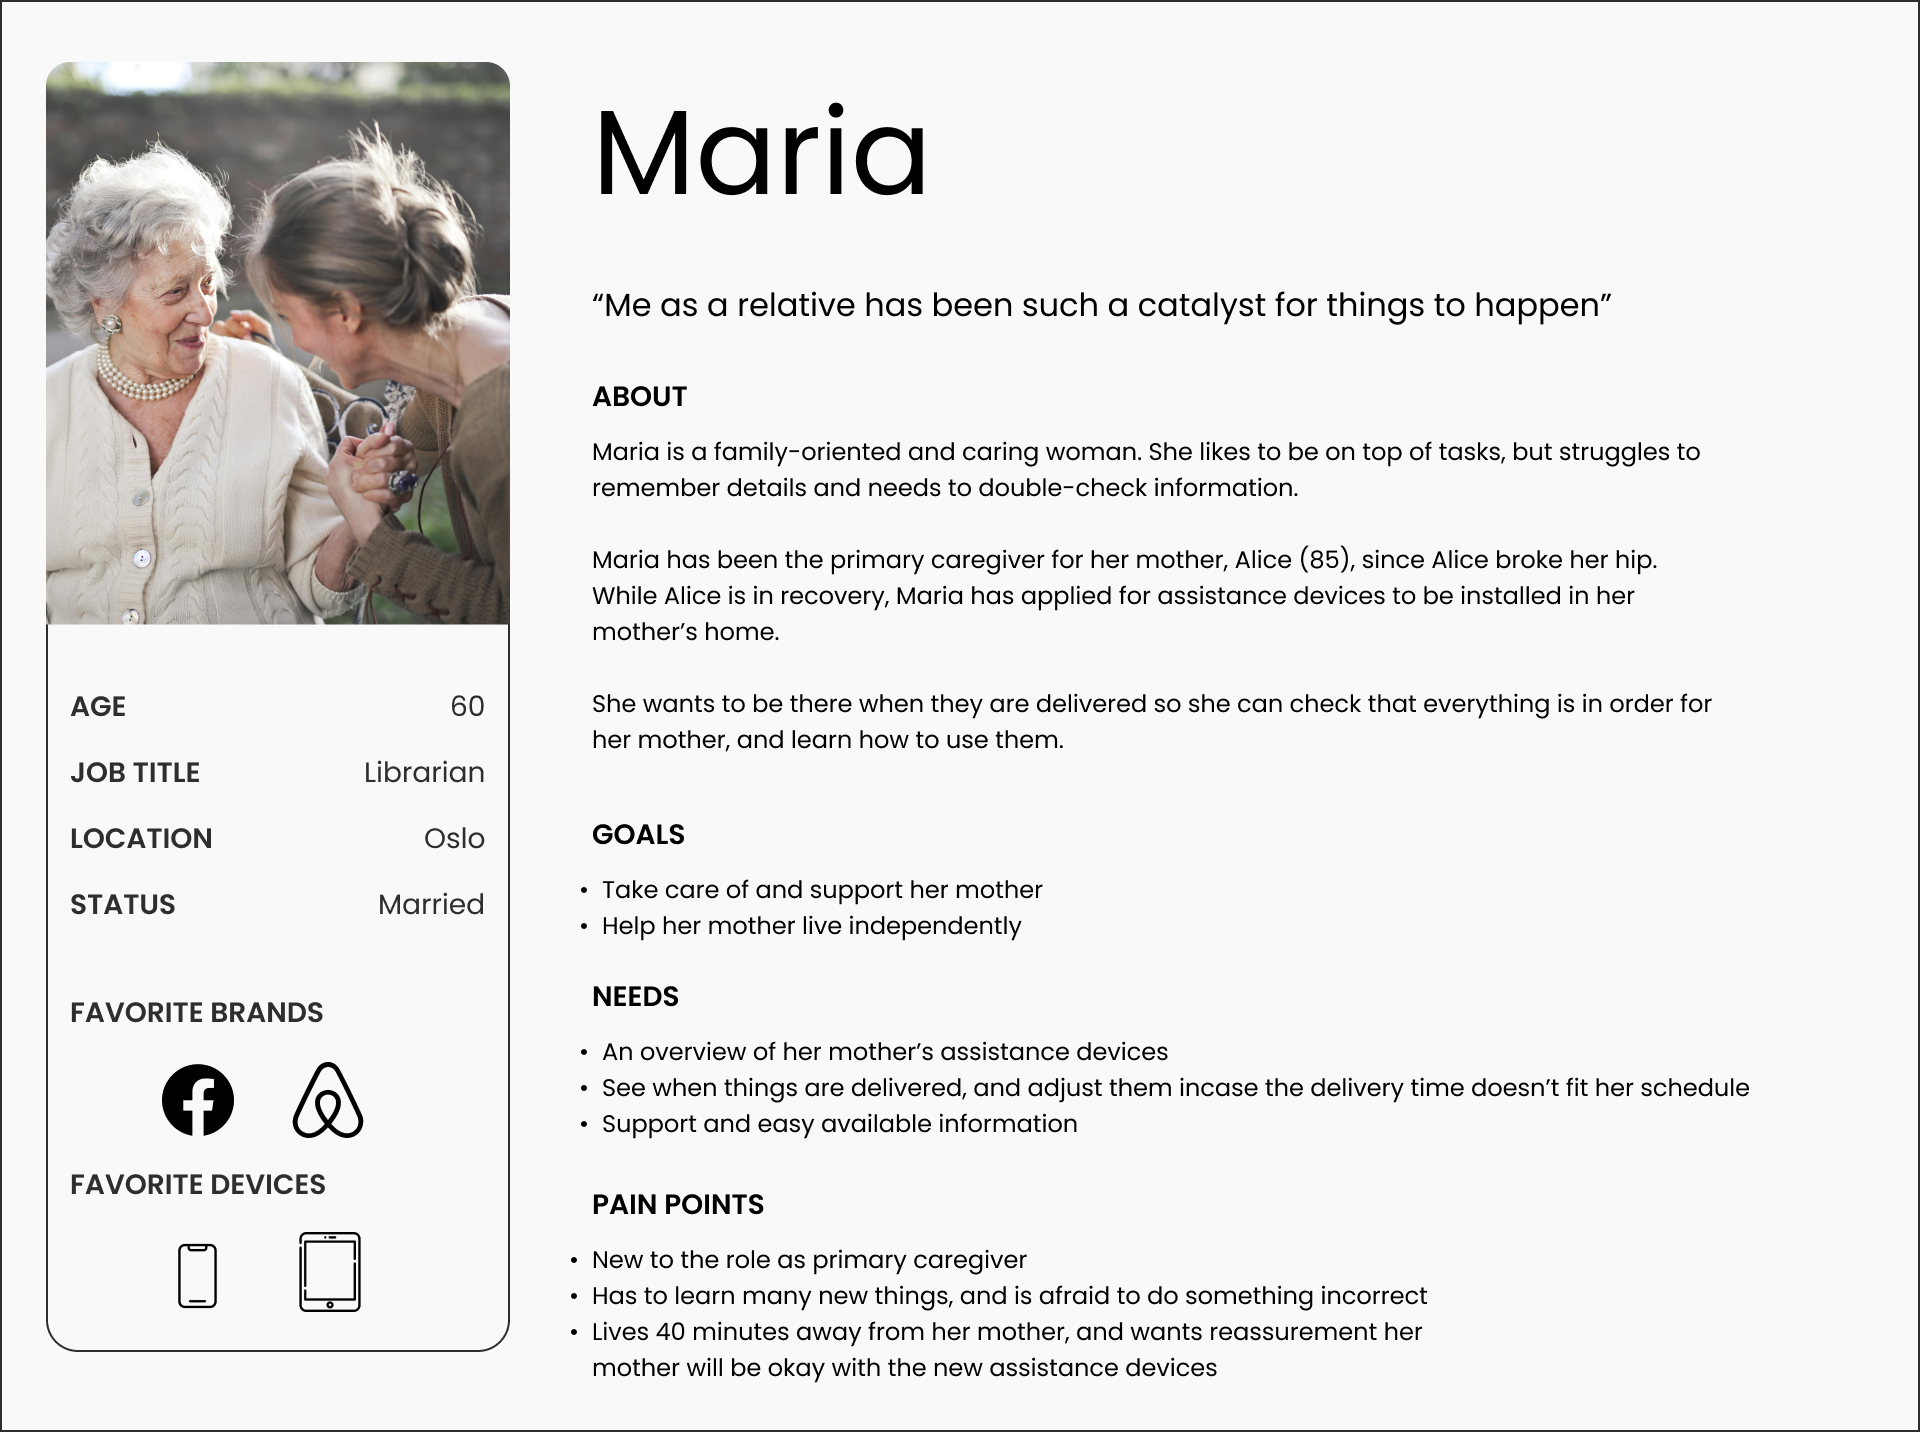 Maria
“Me as a relative has been such a catalyst for things to happen”
ABOUT
Maria is a family-oriented and caring woman. She likes to be on top of tasks, but struggles to
remember details and needs to double-check information.
Maria has been the primary caregiver for her mother, Alice (85), since Alice broke her hip.
While Alice is in recovery, Maria has applied for assistance devices to be installed in her
mother’s home.
She wants to be there when they are delivered so she can check that everything is in order for
her mother, and learn how to use them.
GOALS
• Take care of and support her mother
• Help her mother live independently
NEEDS
• An overview of her mother’s assistance devices
• See when things are delivered, and adjust them incase the delivery time doesn’t fit her schedule
• Support and easy available information
PAIN POINTS
• New to the role as primary caregiver
• Has to learn many new things, and is afraid to do something incorrect
• Lives 40 minutes away from her mother, and wants reassurement her
mother will be okay with the new assistance devices
AGE 60
JOB TITLE Librarian
LOCATION Oslo
STATUS Married
FAVORITE BRANDS
FAVORITE DEVICES